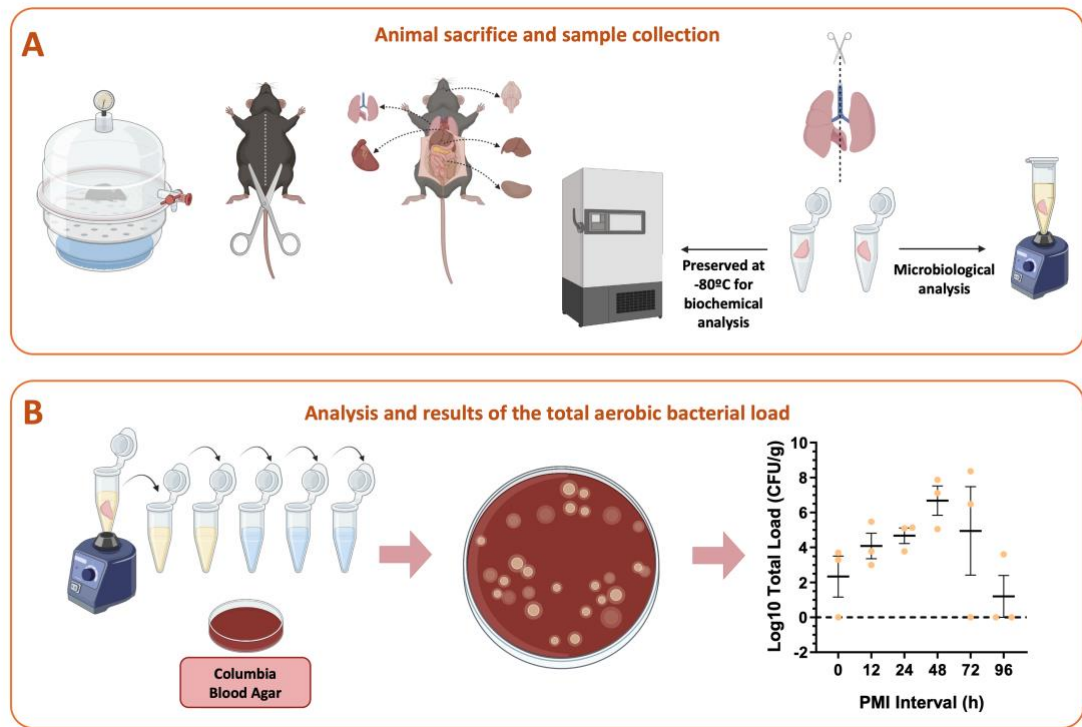 A
Animal sacrifice and sample collection
Preserved at
-80ºC for
biochemical
analysis
Microbiological
analysis
B
Analysis and results of the total aerobic bacterial load
Columbia
Blood Agar
Log10 Total Load (CFU/g)
10
8
6
4
2
0
-2
0 12 24 48 72 96
PMI Interval (h)